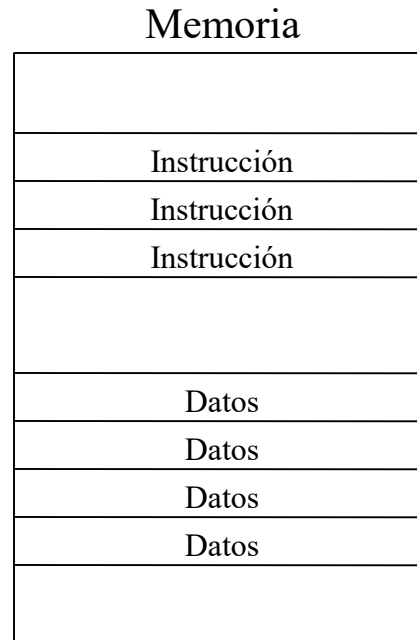 Memoria
Instrucción
Instrucción
Instrucción
Datos
Datos
Datos
Datos